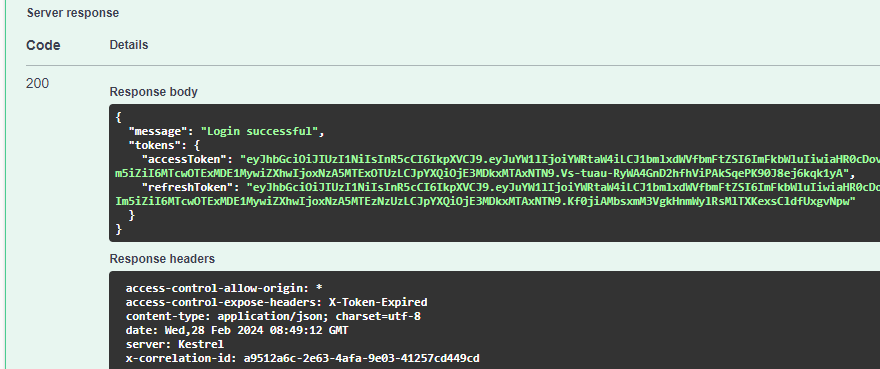 Server response
Code Details
200
Response body
{
"message": "Login successful",
"tokens": {
"accessToken": "eyJhbGciOiJIUzI1NiIsInR5cCI6IkpXVCJ9.eyJuYW1lIjoiYWRtaW4iLCJ1bmlxdWVfbmFtZSI6ImFkbWluIiwiaHR0cDov
m5iZiI6MTcwOTExMDE1MywiZXhwIjoxNzA5MTExOTUzLCJpYXQiOjE3MDkxMTAxNTN9.Vs-tuau-RyWA4GnD2hfhViPAkSqePK90J8ej6kqk1yA",
"refreshToken": "eyJhbGciOiJIUzI1NiIsInR5cCI6IkpXVCJ9.eyJuYW1lIjoiYWRtaW4iLCJ1bmlxdWVfbmFtZSI6ImFkbWluIiwiaHR0cDo
Im5iZiI6MTcwOTExMDE1MywiZXhwIjoxNzA5MTEzNzUzLCJpYXQiOjE3MDkxMTAxNTN9.Kf0jiAMbsxmM3VgkHnmWylRsMlTXKexsCldfUxgvNpw"
}
}
Response headers
access-control-allow-origin: *
access-control-expose-headers: X-Token-Expired
content-type: application/json; charset=utf-8
date: Wed,28 Feb 2024 08:49:12 GMT
server: Kestrel
x-correlation-id: a9512a6c-2e63-4afa-9e03-41257cd449cd